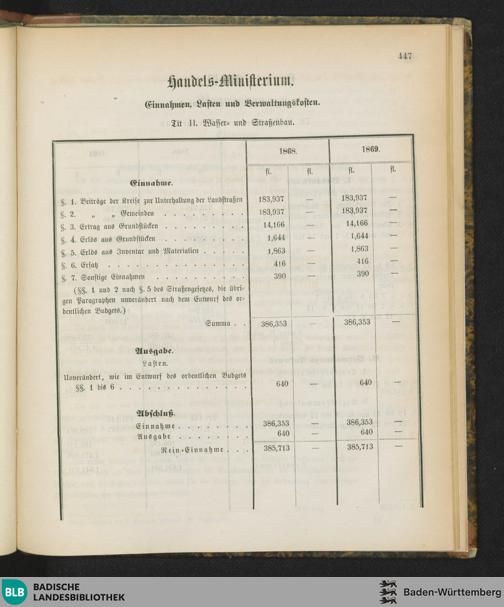 447
Handels-Ministerium.
Einnahmen, Lasten und Verwaltungskosten.
Tit 11. Wasser- und Straßenbau.
1868. 1869.
fl. fl. fl. fl.
Einnahme.
§. 1. Beiträge der Kreise zur Unterhaltung der Landstraßen 183,937 — 183,937 —
§. 2. „ „ Gemeinden . . . . . . . . . 183,937 — 183,937 —
§. 3. Ertrag aus Grundstücken . . . . . . . . . 14,166 — 14,166 —
§. 4. Erlös aus Grundstücken . . . . . . . . . 1,644 — 1,644 —
§. 5. Erlös aus Inventar und Materialien . . . . . 1,863 — 1,863 —
§. 6. Ersatz . . . . . . . . . . . . . . . 416 — 416 —
§. 7. Sonstige Einnahmen . . . . . . . . . . 390 — 390 —
(§§. 1 und 2 nach §. 5 des Straßengesetzes, die übri-
gen Paragraphen unverändert nach dem Entwurf des or-
dentlichen Budgets.)
Summa . . 386,353 — 386,353 —
Ausgabe.
Lasten.
Unverändert, wie im Entwurf des ordentlichen Budgets
§§. 1 bis 6 . . . . . . . . . . . . . . 640 — 640 —
Abschluß.
Einnahme . . . . . . . . 386,353 — 386,353 —
Ausgabe . . . . . . . . 640 — 640 —
Rein-Einnahme . . . 385,713 — 385,713 —
BLB BADISCHE
LANDESBIBLIOTHEK
Baden-Württemberg